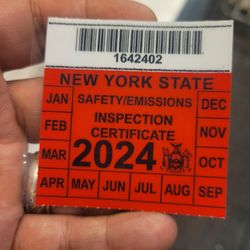 1642402
NEW YORK STATE
JAN SAFETY/EMISSIONS DEC
FEB INSPECTION NOV
CERTIFICATE
MAR 2024 OCT
APR MAY JUN JUL AUG SEP